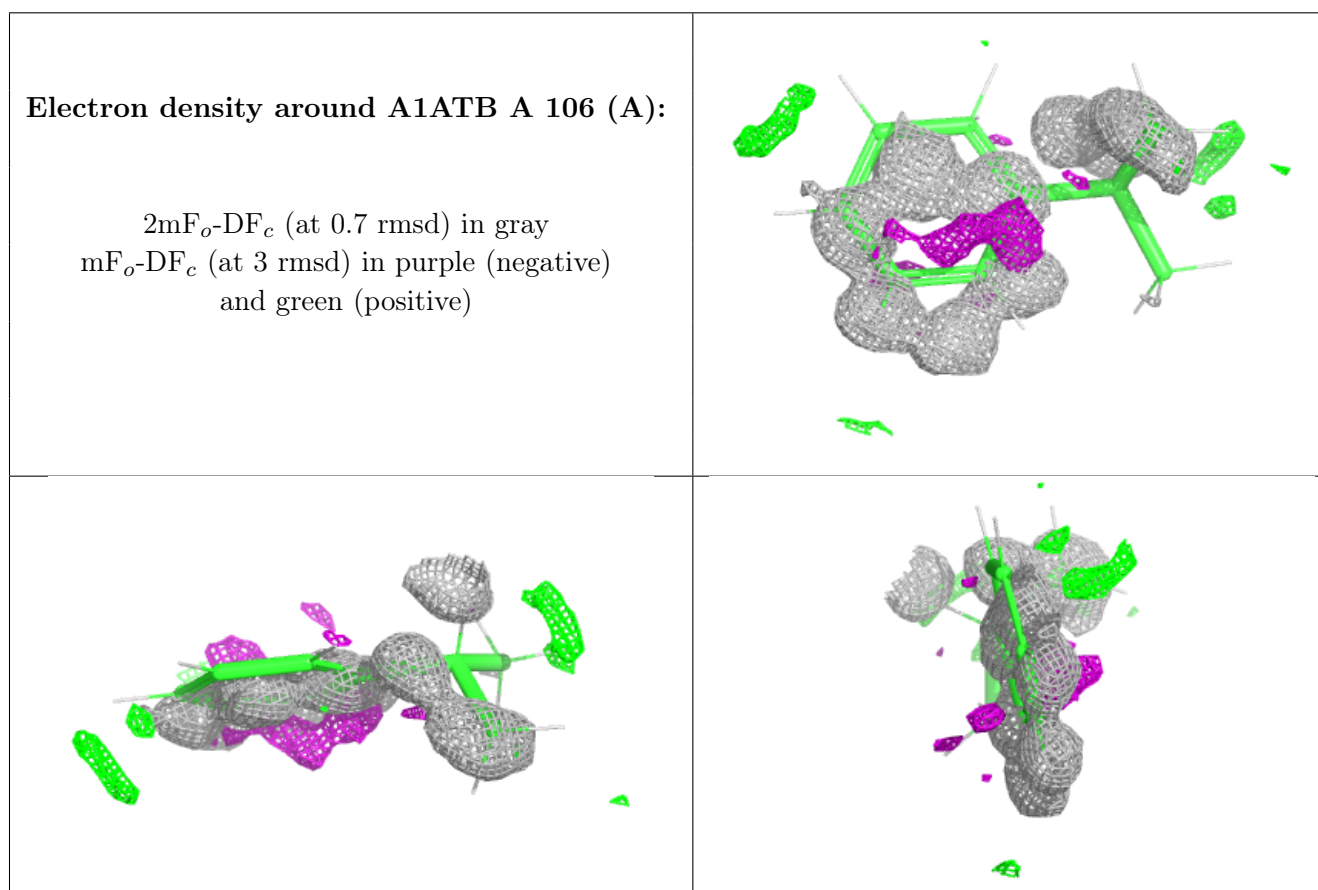 Electron density around A1ATB A 106 (A):
2mFo-DFc (at 0.7 rmsd) in gray
mFo-DFc (at 3 rmsd) in purple (negative)
and green (positive)